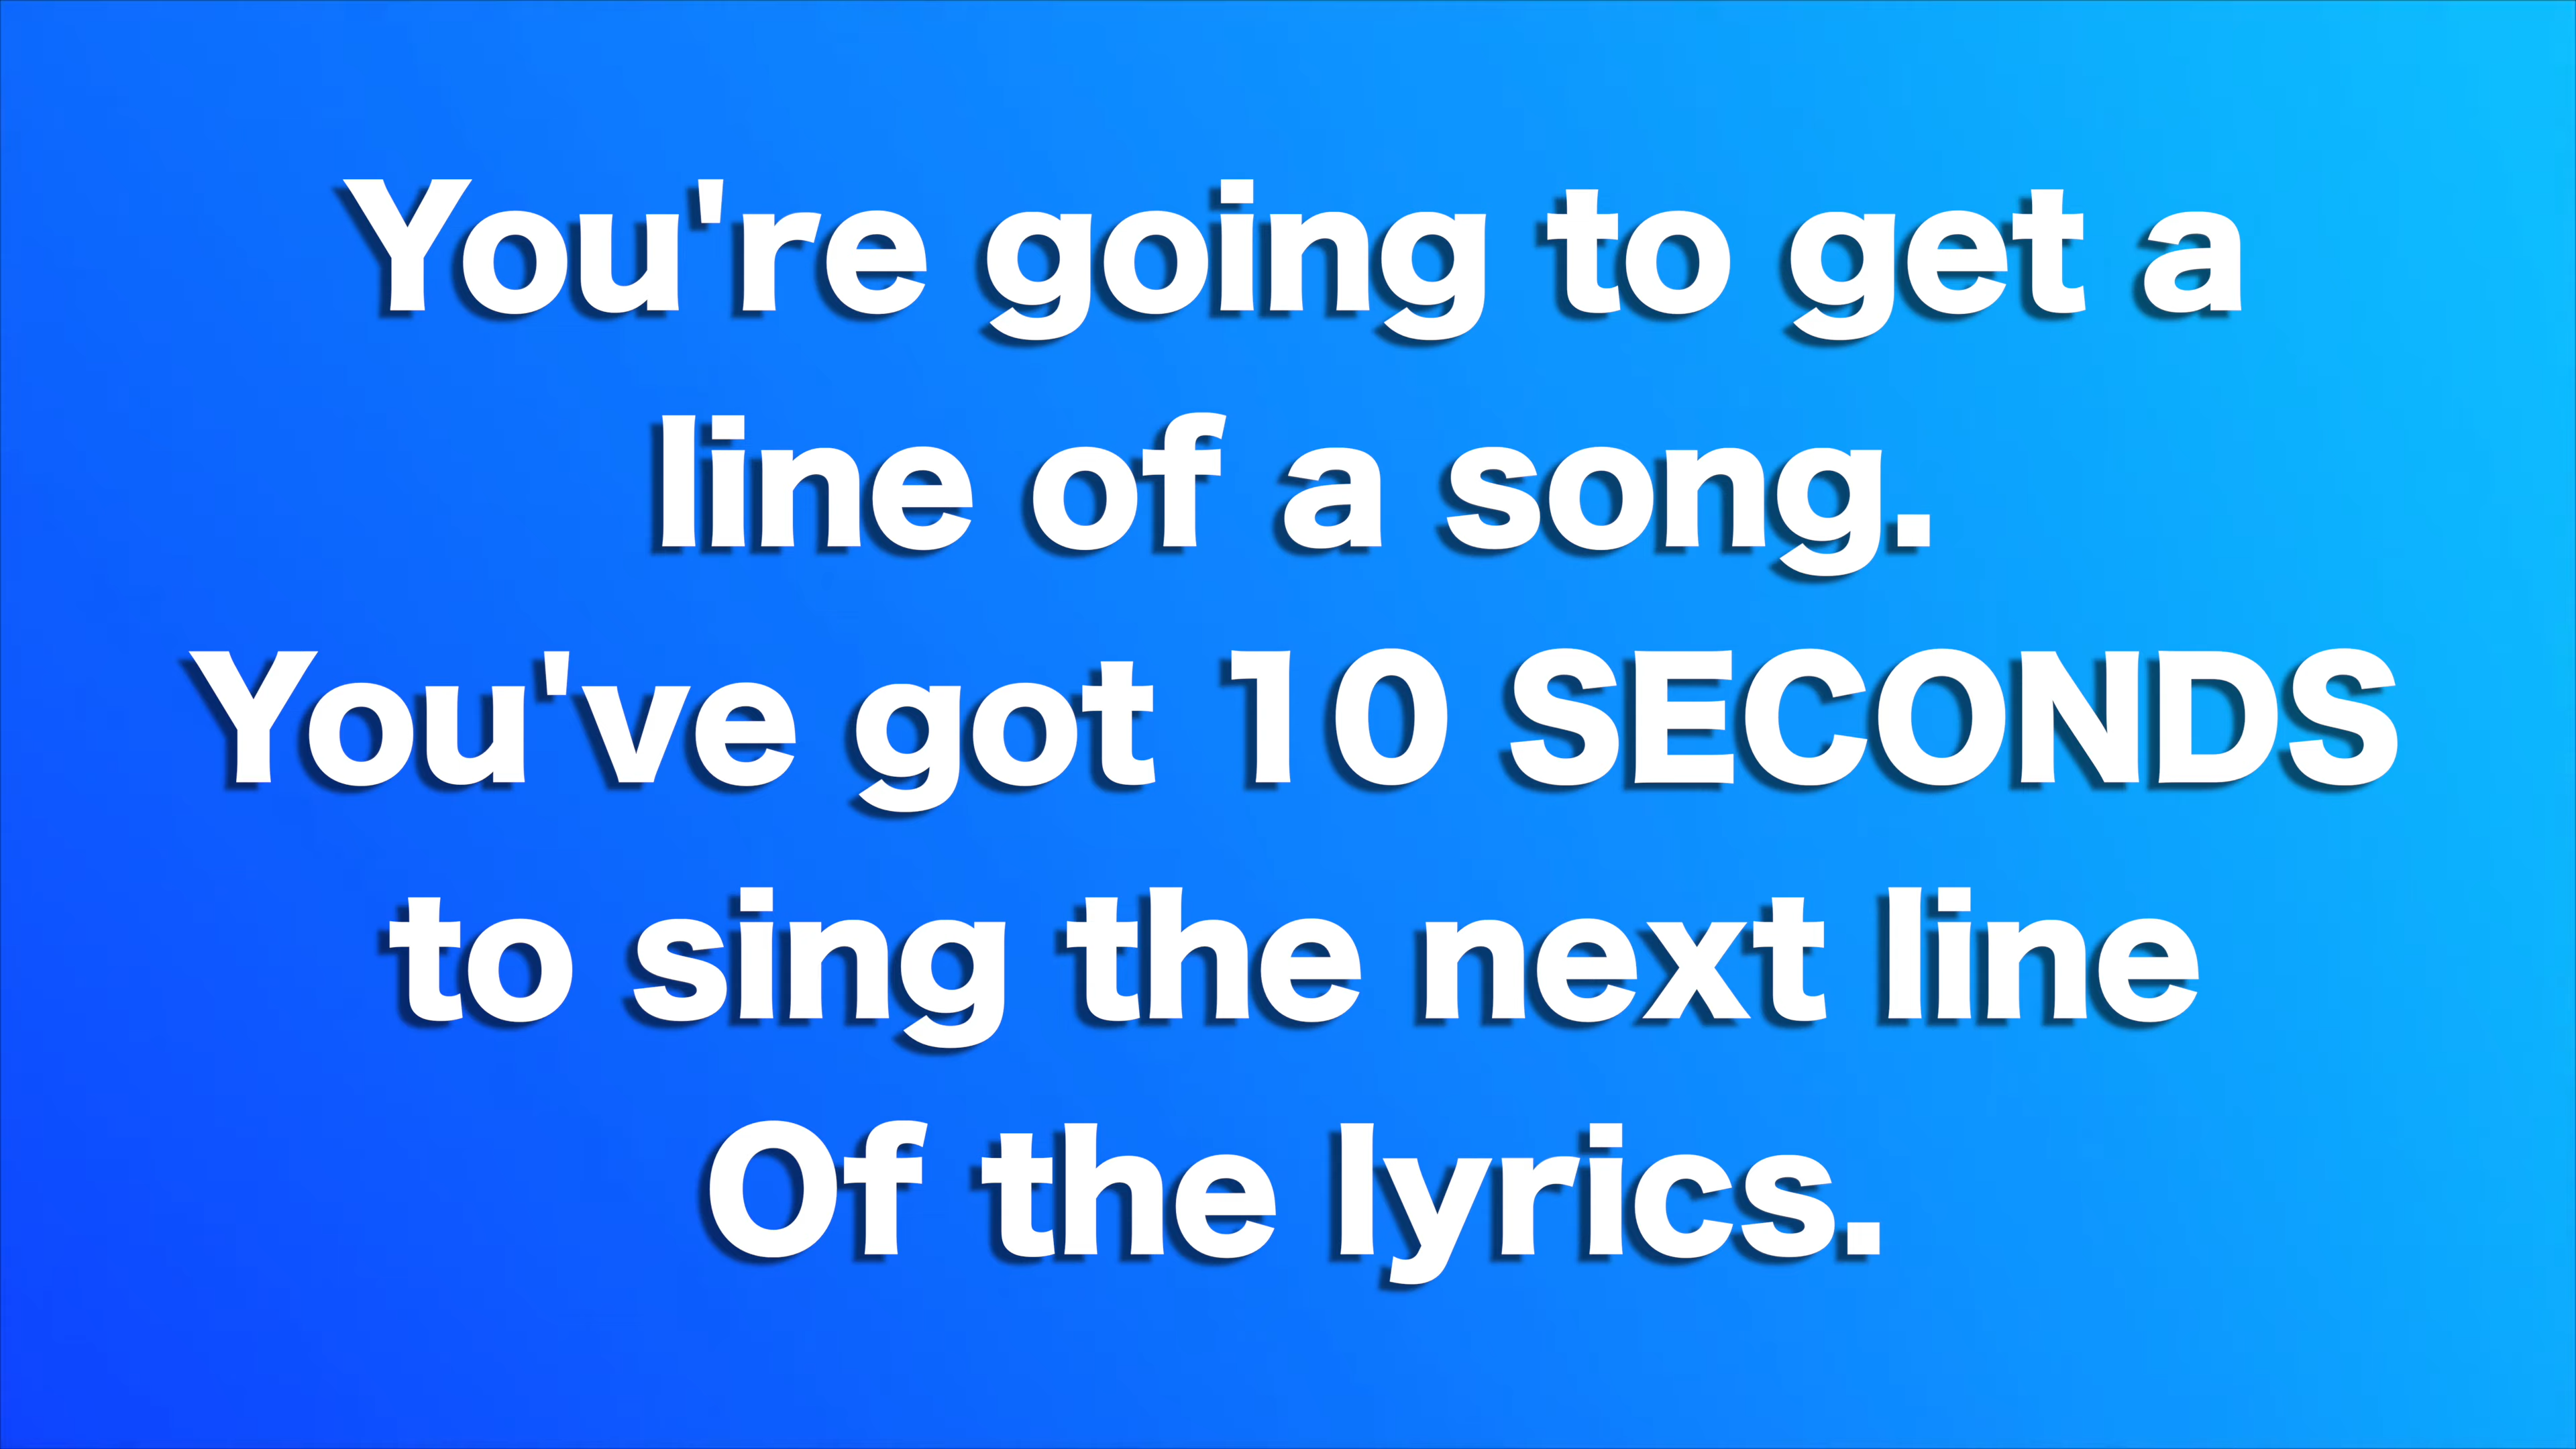 You're going to get a
line of a song.
You've got 10 SECONDS
to sing the next line
Of the lyrics.